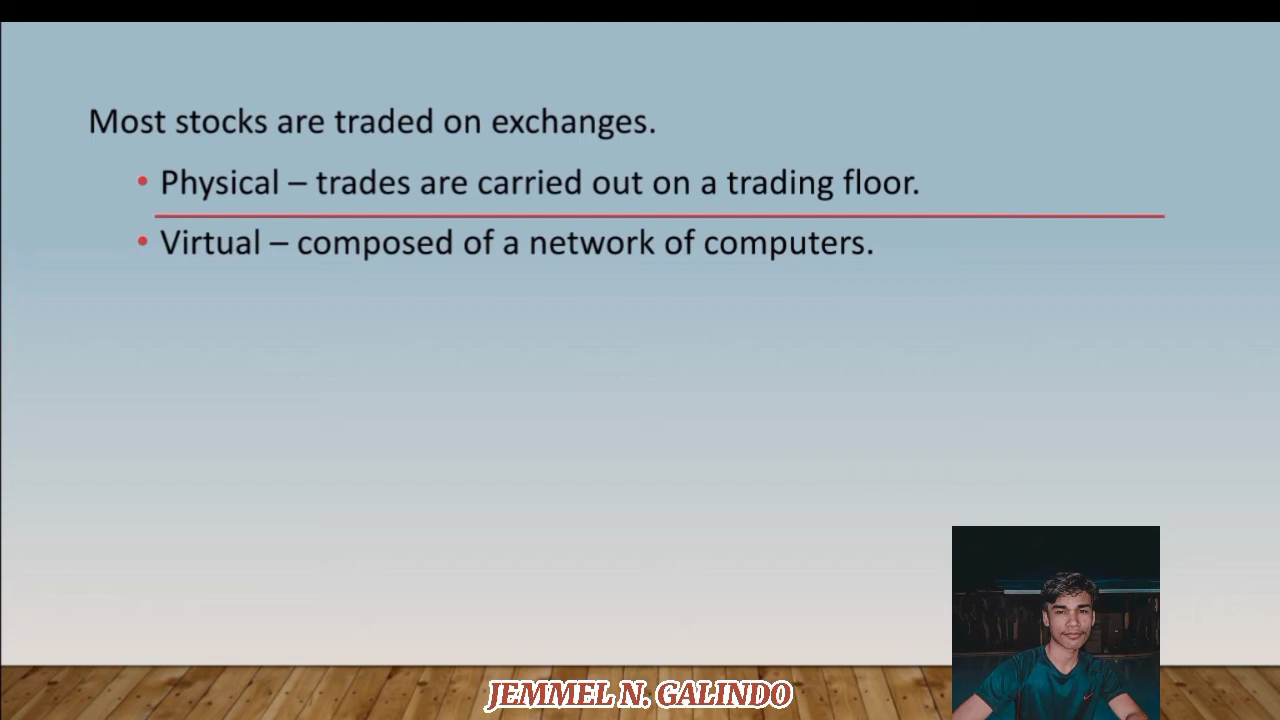 Most stocks are traded on exchanges.
• Physical – trades are carried out on a trading floor.
• Virtual – composed of a network of computers.
JEMMEL N. GALINDO